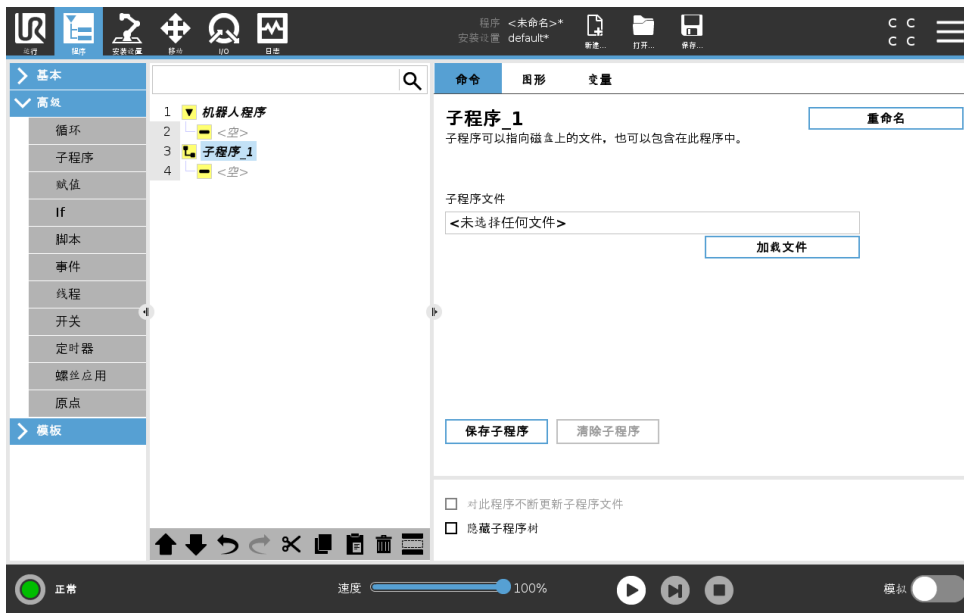 UR
运行
程序
安装设置
移动
I/O
日志
程序 <未命名>*
安装设置 default*
新建...
打开...
保存...
C C
C C
基本
高级
循环
子程序
赋值
If
脚本
事件
线程
开关
定时器
螺丝应用
原点
模板
1 机器人程序
2 <空>
3 子程序_1
4 <空>
命令 图形 变量
子程序_1
重命名
子程序可以指向磁盘上的文件，也可以包含在此程序中。
子程序文件
<未选择任何文件>
加载文件
保存子程序 清除子程序
对此程序不断更新子程序文件
隐藏子程序树
正常
速度 100%
模拟